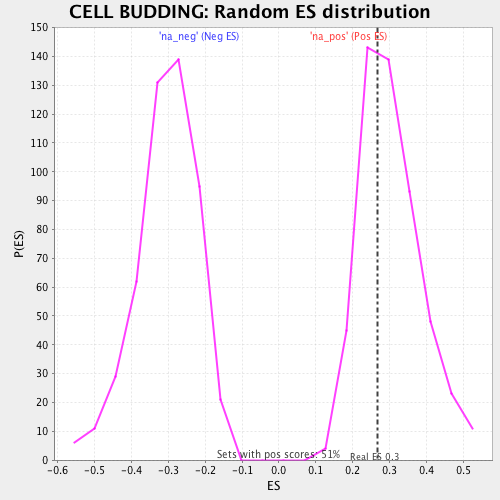 CELL BUDDING: Random ES distribution
'na_neg' (Neg ES)
'na_pos' (Pos ES)
P(ES)
150
140
130
120
110
100
90
80
70
60
50
40
30
20
10
0
Sets with pos scores: 51%
Real ES 0.3
-0.6 -0.5 -0.4 -0.3 -0.2 -0.1 0.0 0.1 0.2 0.3 0.4 0.5
ES